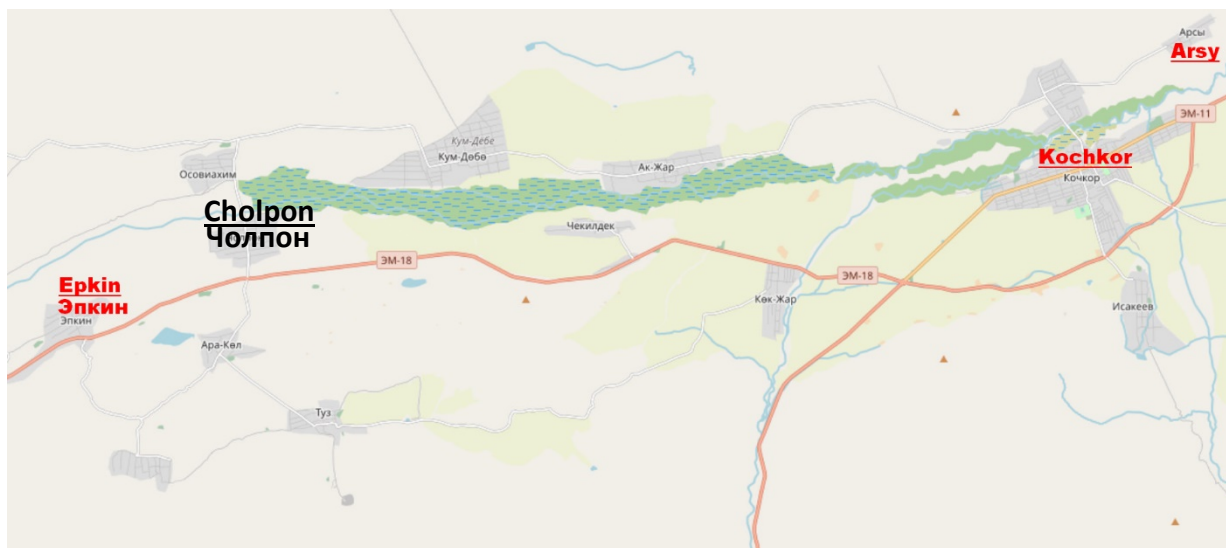 Арсы
Arsy
ЭМ-11
Кум-Дебе
Кум-Дөбө
Kochkor
Ак-Жар
Осовиахим
Кочкор
Cholpon
Чолпон
Чекилдек
ЭМ-18
ЭМ-18
Epkin
Эпкин
Эпкин
Көк-Жар
Исакеев
Ара-Көл
Туз